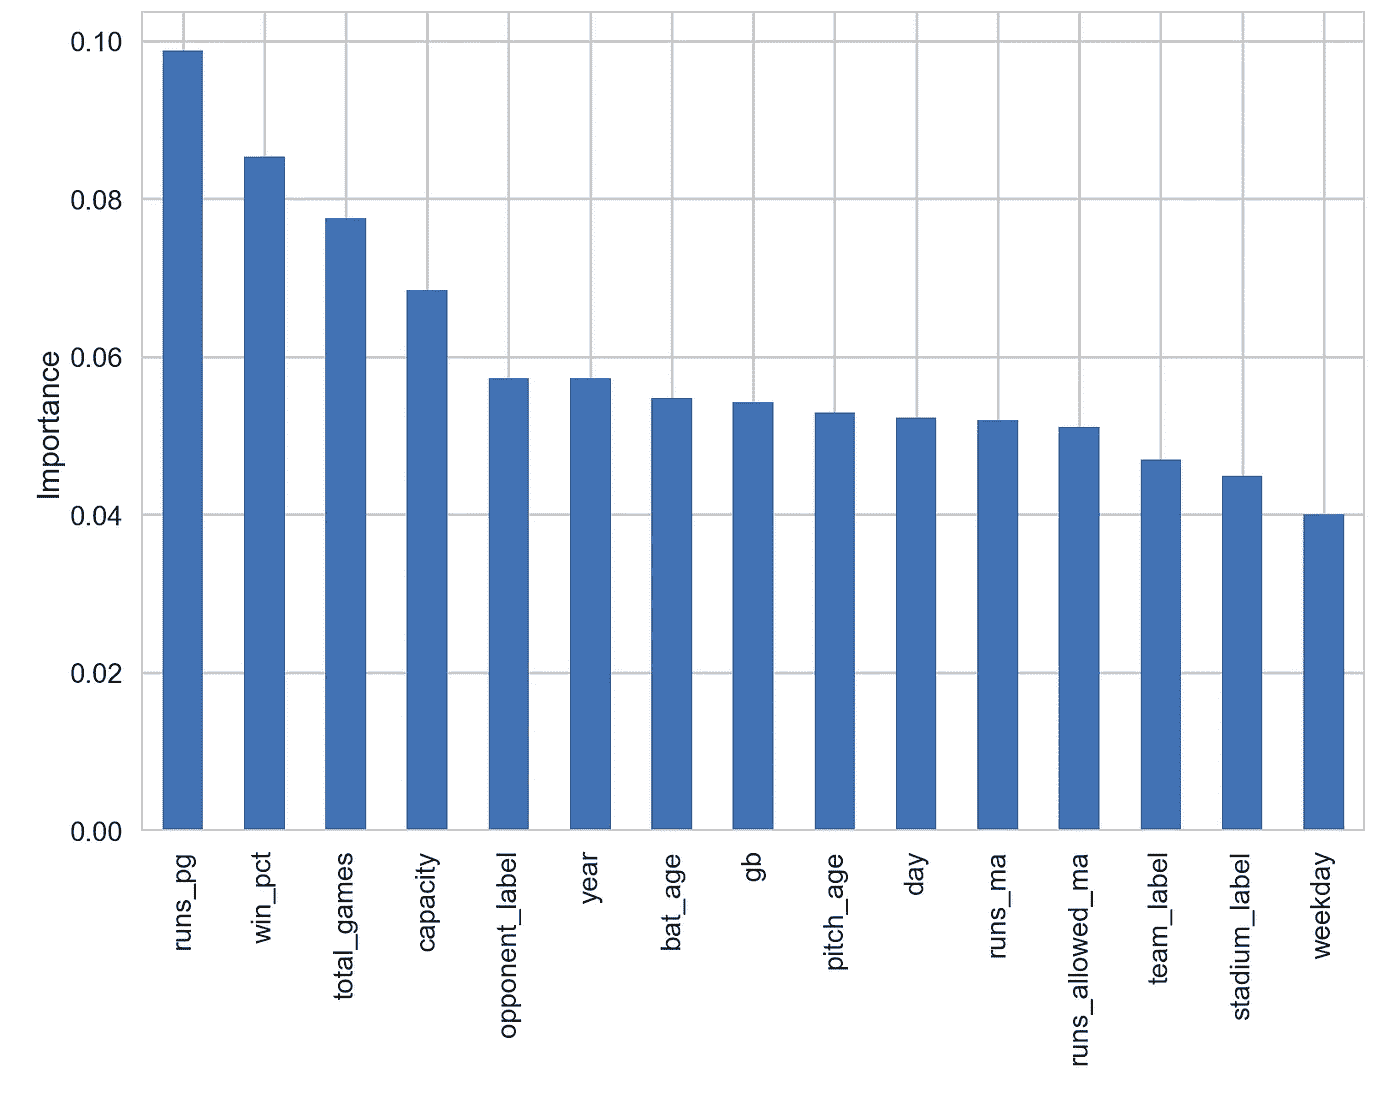 0.10
0.08
0.06
0.04
0.02
0.00
Importance
runs_pg
win_pct
total_games
capacity
opponent_label
year
bat_age
gb
pitch_age
day
runs_ma
runs_allowed_ma
team_label
stadium_label
weekday